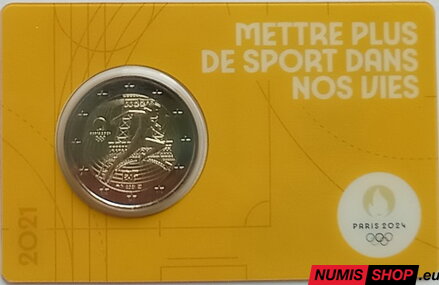 METTRE PLUS
DE SPORT DANS
NOS VIES
2021
PARIS 2024
NUMIS SHOP.eu